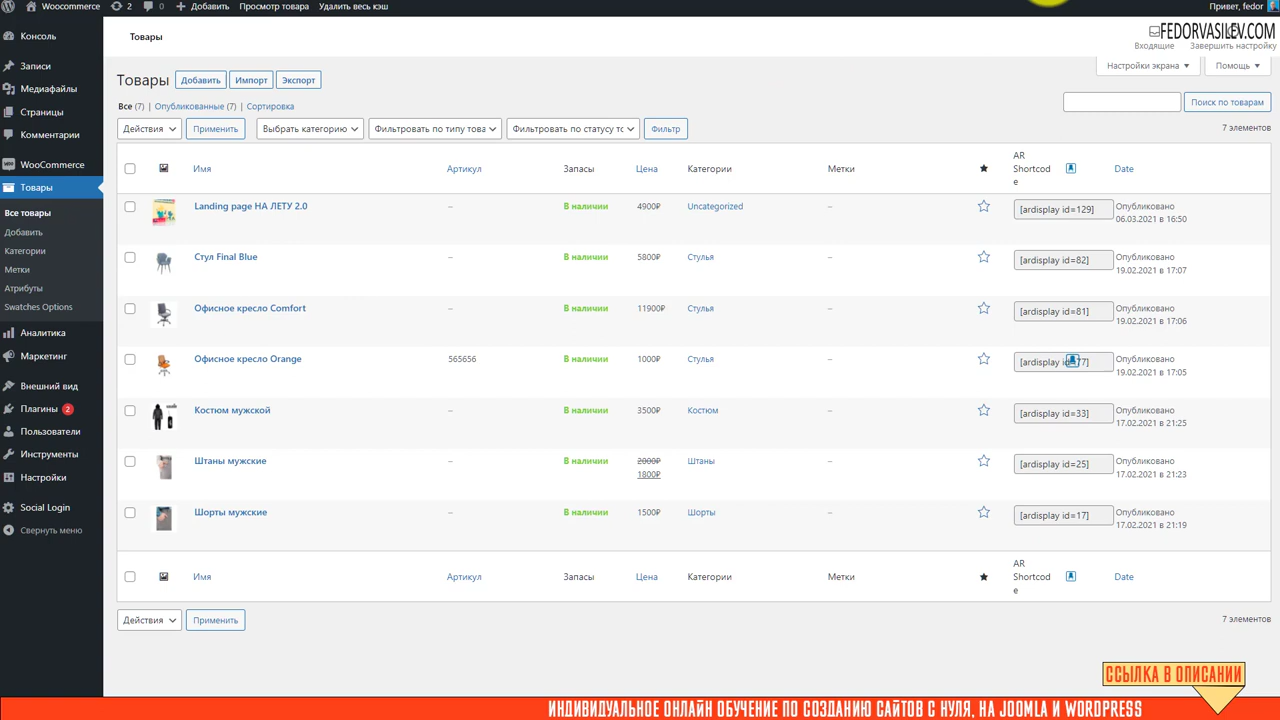 Woocommerce 2 0 Добавить Просмотр товара Удалить весь кэш Привет, fedor
FEDORVASILEV.COM
Входящие Завершить настройку
Товары
Настройки экрана Помощь
Консоль
Записи
Медиафайлы
Страницы
Комментарии
WooCommerce
Товары
Все товары
Добавить
Категории
Метки
Атрибуты
Swatches Options
Аналитика
Маркетинг
Внешний вид
Плагины 2
Пользователи
Инструменты
Настройки
Social Login
Свернуть меню
Товары Добавить Импорт Экспорт
Все (7) | Опубликованные (7) | Сортировка
Поиск по товарам
Действия Применить Выбрать категорию Фильтровать по типу това Фильтровать по статусу тс Фильтр 7 элементов
Имя Артикул Запасы Цена Категории Метки AR Shortcod e Date
Landing page НА ЛЕТУ 2.0 – В наличии 4900₽ Uncategorized – [ardisplay id=129] Опубликовано
06.03.2021 в 16:50
Стул Final Blue – В наличии 5800₽ Стулья – [ardisplay id=82] Опубликовано
19.02.2021 в 17:07
Офисное кресло Comfort – В наличии 11900₽ Стулья – [ardisplay id=81] Опубликовано
19.02.2021 в 17:06
Офисное кресло Orange 565656 В наличии 1000₽ Стулья – [ardisplay id=77] Опубликовано
19.02.2021 в 17:05
Костюм мужской – В наличии 3500₽ Костюм – [ardisplay id=33] Опубликовано
17.02.2021 в 21:25
Штаны мужские – В наличии 2000₽ Штаны – [ardisplay id=25] Опубликовано
1800₽ 17.02.2021 в 21:23
Шорты мужские – В наличии 1500₽ Шорты – [ardisplay id=17] Опубликовано
17.02.2021 в 21:19
Имя Артикул Запасы Цена Категории Метки AR Shortcod e Date
Действия Применить 7 элементов
ССЫЛКА В ОПИСАНИИ
ИНДИВИДУАЛЬНОЕ ОНЛАЙН ОБУЧЕНИЕ ПО СОЗДАНИЮ САЙТОВ С НУЛЯ, НА JOOMLA И WORDPRESS